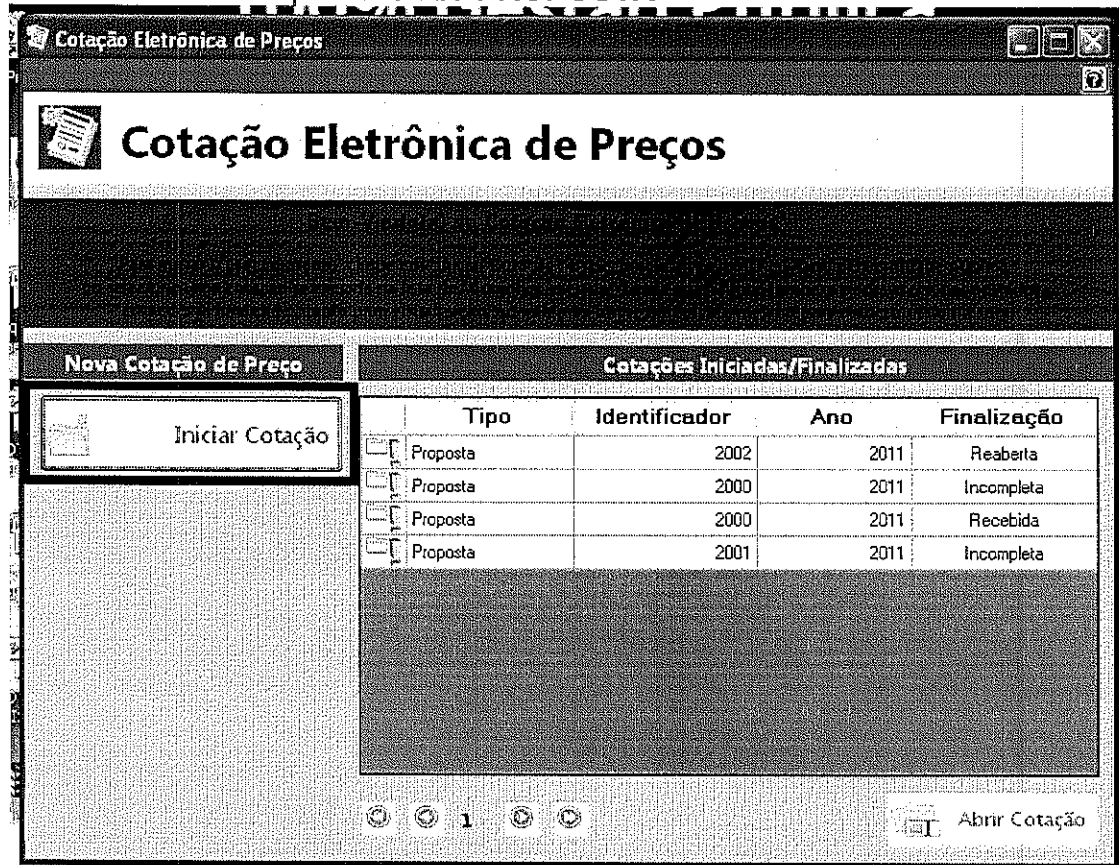 Cotação Eletrônica de Preços
Cotação Eletrônica de Preços
Nova Cotação de Preço
Cotações Iniciadas/Finalizadas
Iniciar Cotação
Tipo Identificador Ano Finalização
Proposta 2002 2011 Reaberta
Proposta 2000 2011 Incompleta
Proposta 2000 2011 Recebida
Proposta 2001 2011 Incompleta
1
Abrir Cotação